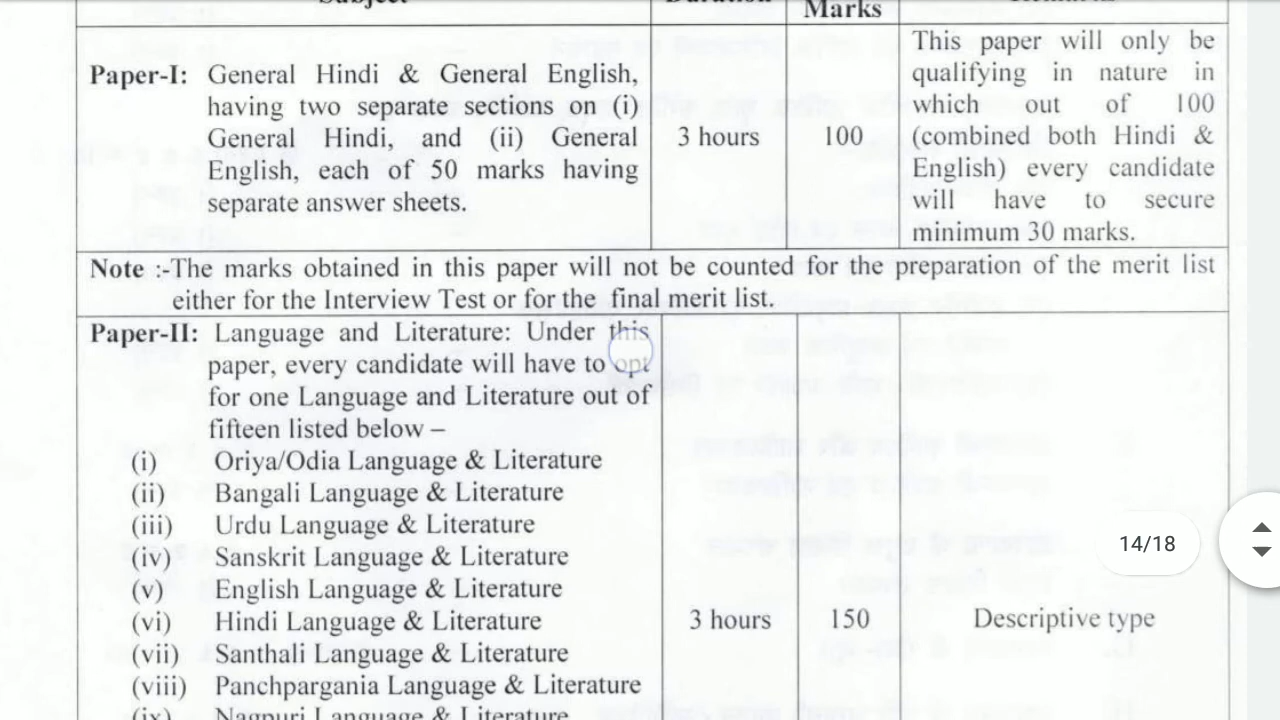 Marks
Paper-I: General Hindi & General English,
having two separate sections on (i)
General Hindi, and (ii) General
English, each of 50 marks having
separate answer sheets.
3 hours
100
This paper will only be
qualifying in nature in
which out of 100
(combined both Hindi &
English) every candidate
will have to secure
minimum 30 marks.
Note :-The marks obtained in this paper will not be counted for the preparation of the merit list
either for the Interview Test or for the final merit list.
Paper-II: Language and Literature: Under this
paper, every candidate will have to opt
for one Language and Literature out of
fifteen listed below –
(i) Oriya/Odia Language & Literature
(ii) Bangali Language & Literature
(iii) Urdu Language & Literature
(iv) Sanskrit Language & Literature
(v) English Language & Literature
(vi) Hindi Language & Literature
(vii) Santhali Language & Literature
(viii) Panchpargania Language & Literature
(ix) Nagpuri Language & Literature
3 hours
150
Descriptive type
14/18